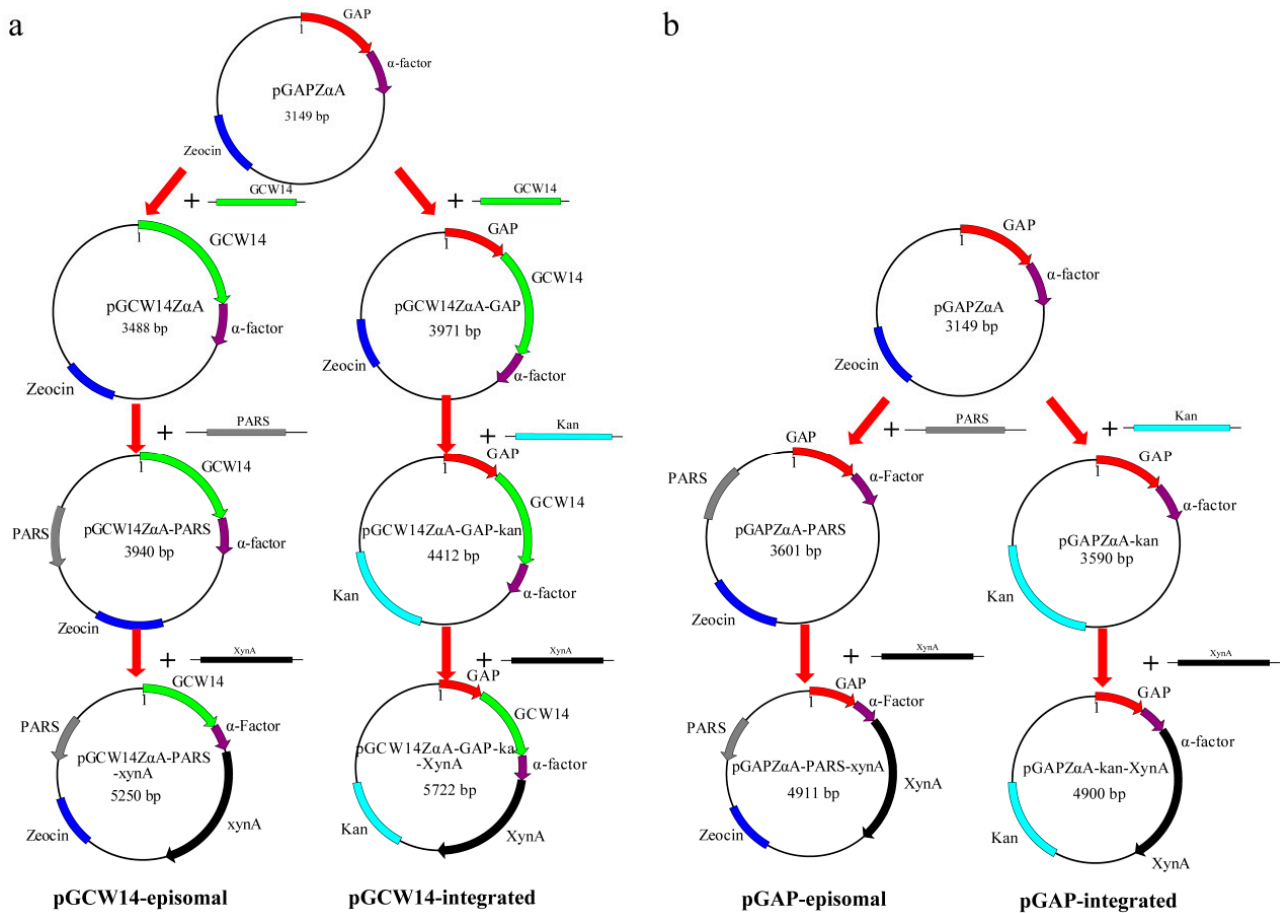 a
GAP
1
α-factor
pGAPZαA
3149 bp
Zeocin
+
GCW14
+
GCW14
1
GCW14
pGCW14ZαA
3488 bp
α-factor
Zeocin
GAP
1
GCW14
pGCW14ZαA-GAP
3971 bp
Zeocin
α-factor
+
PARS
+
Kan
1
GCW14
PARS
pGCW14ZαA-PARS
3940 bp
α-factor
Zeocin
1
GAP
GCW14
pGCW14ZαA-GAP-kan
4412 bp
Kan
α-factor
+
XynA
+
XynA
GCW14
1
α-Factor
PARS
pGCW14ZαA-PARS
-xynA
5250 bp
Zeocin
xynA
GAP
1
GCW14
pGCW14ZαA-GAP-kan
-XynA
5722 bp
α-factor
Kan
XynA
pGCW14-episomal
pGCW14-integrated
b
GAP
1
α-factor
pGAPZαA
3149 bp
Zeocin
+
PARS
+
Kan
GAP
1
α-Factor
PARS
pGAPZαA-PARS
3601 bp
Zeocin
GAP
1
α-factor
pGAPZαA-kan
3590 bp
Kan
+
XynA
+
XynA
GAP
1
α-Factor
PARS
pGAPZαA-PARS-xynA
4911 bp
XynA
Zeocin
GAP
1
α-factor
pGAPZαA-kan-XynA
4900 bp
Kan
XynA
pGAP-episomal
pGAP-integrated